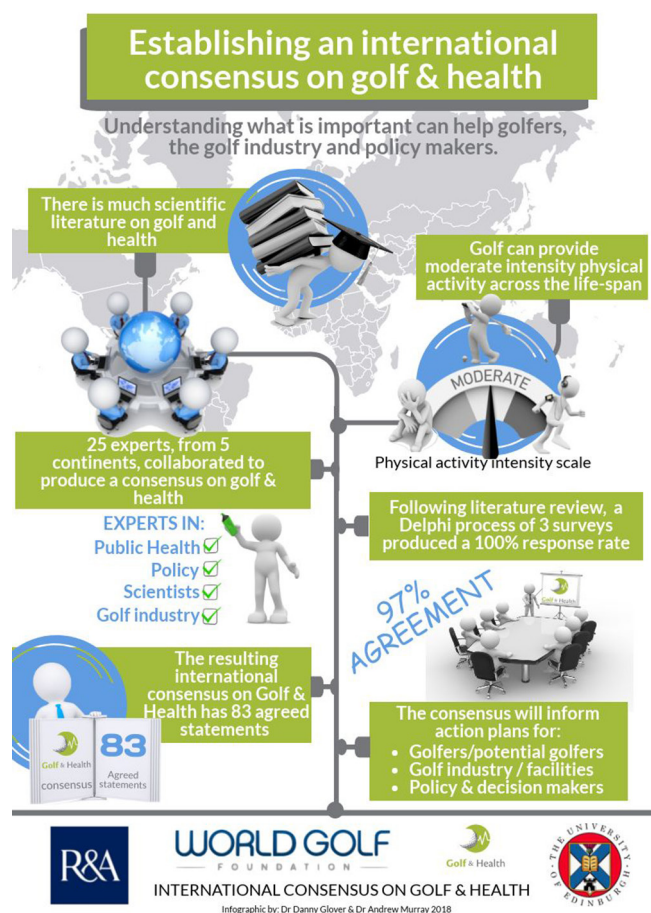 Establishing an international
consensus on golf & health
Understanding what is important can help golfers,
the golf industry and policy makers.
There is much scientific
literature on golf and
health
Golf can provide
moderate intensity physical
activity across the life-span
MODERATE
Physical activity intensity scale
25 experts, from 5
continents, collaborated to
produce a consensus on golf &
health
EXPERTS IN:
Public Health
Policy
Scientists
Golf industry
Following literature review, a
Delphi process of 3 surveys
produced a 100% response rate
97%
AGREEMENT
Golf & Health
The resulting
international
consensus on Golf &
Health has 83 agreed
statements
Golf & Health
consensus
83
Agreed
statements
The consensus will inform
action plans for:
• Golfers/potential golfers
• Golf industry / facilities
• Policy & decision makers
R&A
WORLD GOLF
FOUNDATION
Golf & Health
THE UNIVERSITY OF EDINBURGH
INTERNATIONAL CONSENSUS ON GOLF & HEALTH
Infographic by: Dr Danny Glover & Dr Andrew Murray 2018